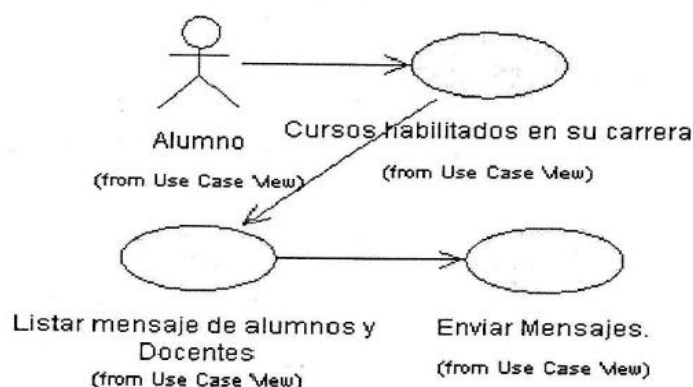 Alumno
(from Use Case View)
Cursos habilitados en su carrera
(from Use Case View)
Listar mensaje de alumnos y
Docentes
(from Use Case View)
Enviar Mensajes.
(from Use Case View)